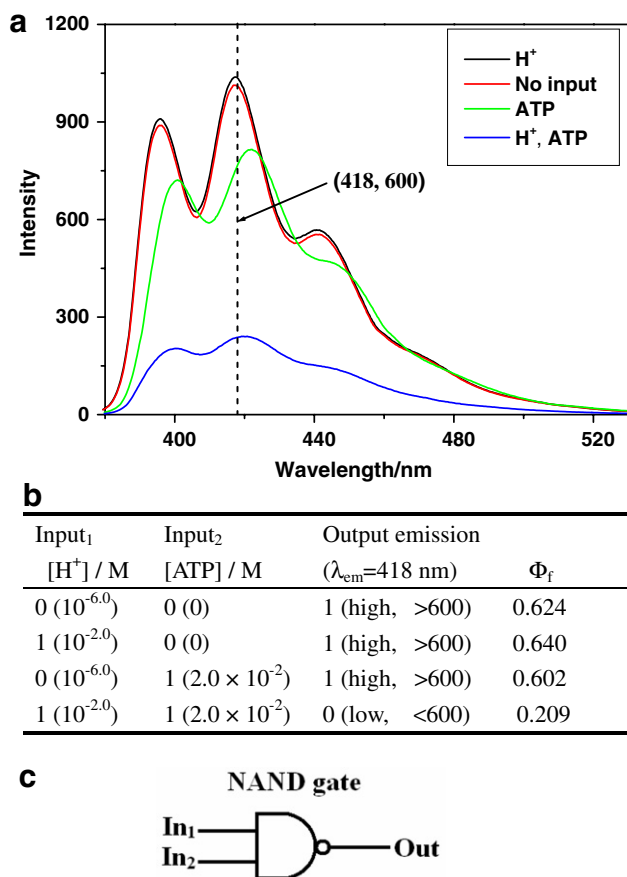 a
1200
900
600
300
0
Intensity
H⁺
No input
ATP
H⁺, ATP
(418, 600)
400 440 480 520
Wavelength/nm
b
Input₁ Input₂ Output emission
[H⁺] / M [ATP] / M (λem=418 nm) Φf
0 (10⁻⁶·⁰) 0 (0) 1 (high, >600) 0.624
1 (10⁻²·⁰) 0 (0) 1 (high, >600) 0.640
0 (10⁻⁶·⁰) 1 (2.0 × 10⁻²) 1 (high, >600) 0.602
1 (10⁻²·⁰) 1 (2.0 × 10⁻²) 0 (low, <600) 0.209
c
NAND gate
In₁
In₂
Out